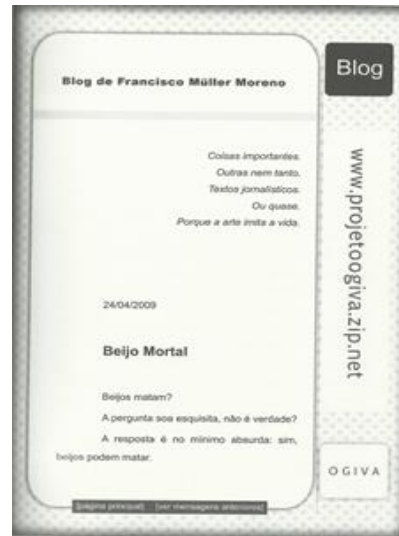 Blog de Francisco Müller Moreno
Blog
Coisas importantes.
Outras nem tanto.
Textos jornalísticos.
Ou quase.
Porque a arte imita a vida.
www.projetoogiva.zip.net
24/04/2009
Beijo Mortal
Beijos matam?
A pergunta soa esquisita, não é verdade?
A resposta é no mínimo absurda: sim,
beijos podem matar.
OGIVA
[página principal] [ver mensagens anteriores]